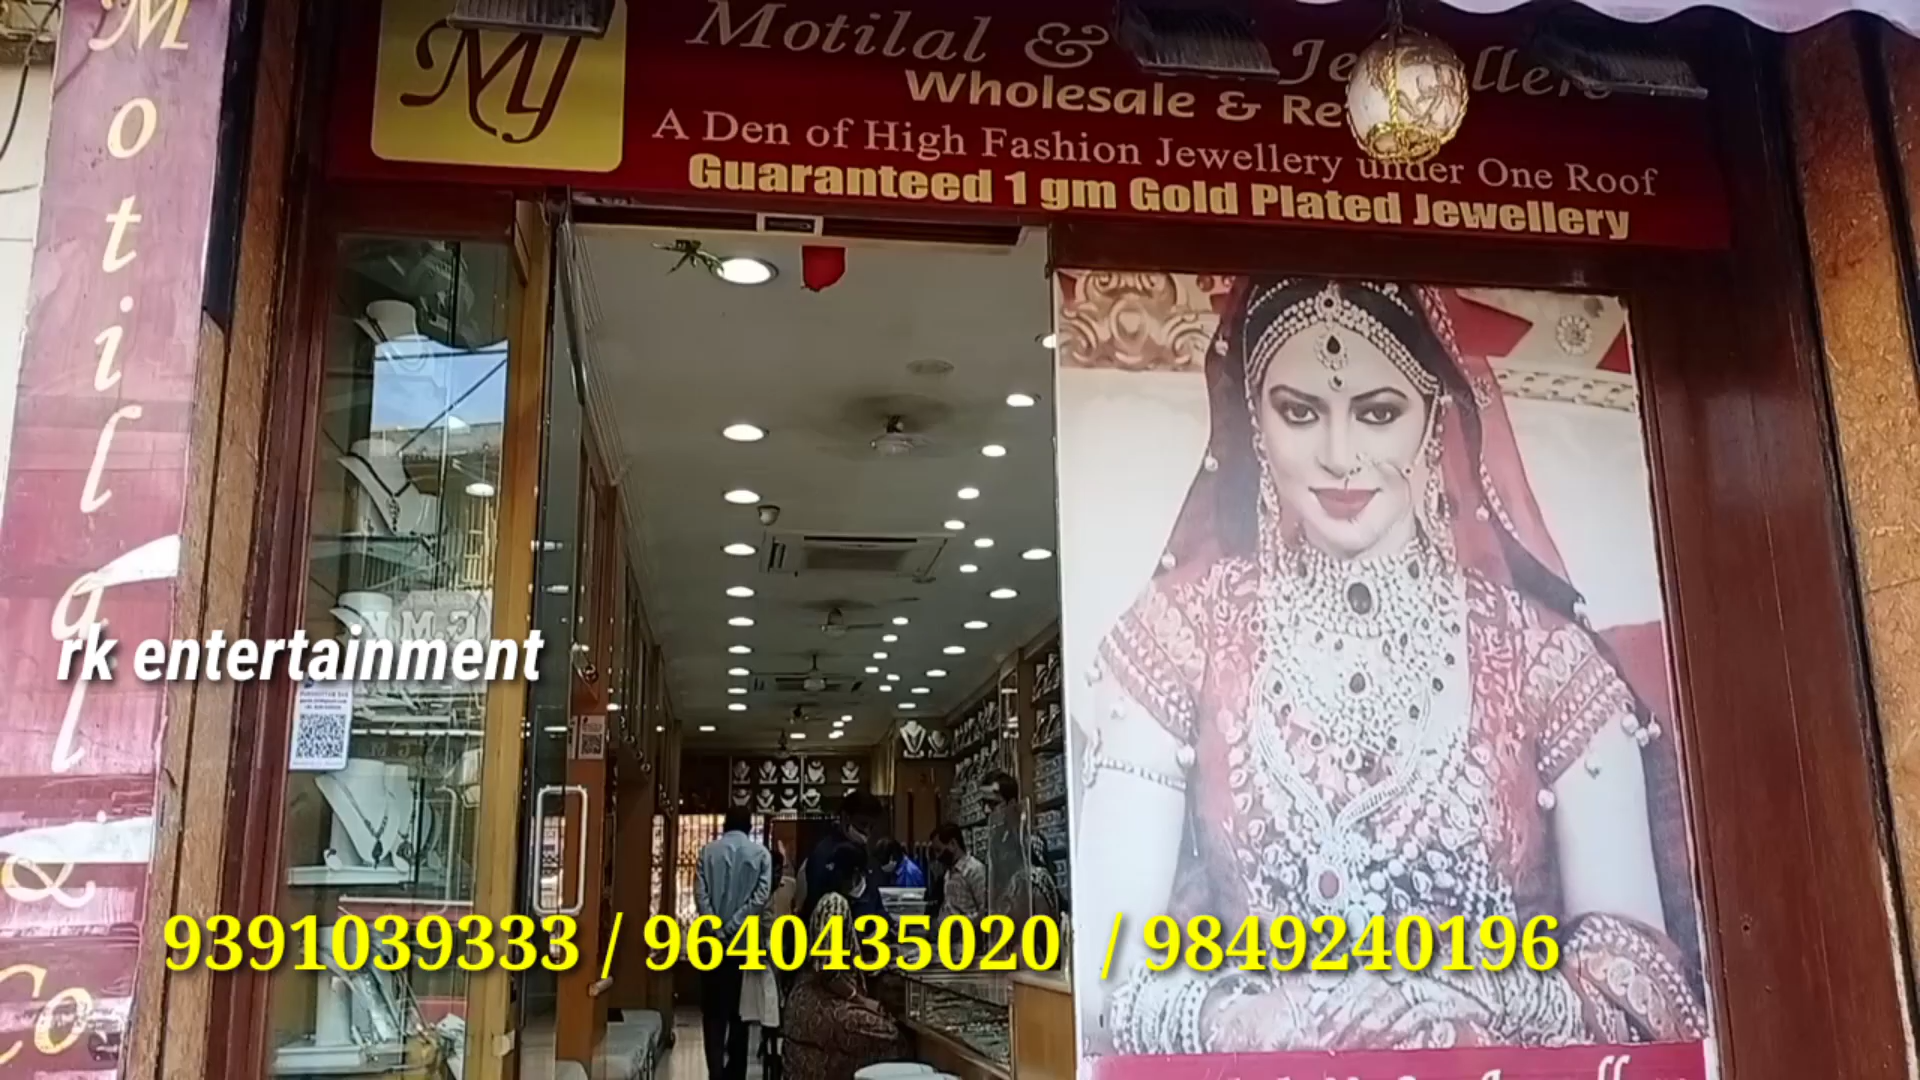 MJ
Motilal &
Wholesale & Re
A Den of High Fashion Jewellery under One Roof
Guaranteed 1 gm Gold Plated Jewellery
Motilal & Co
rk entertainment
9391039333 / 9640435020 / 9849240196